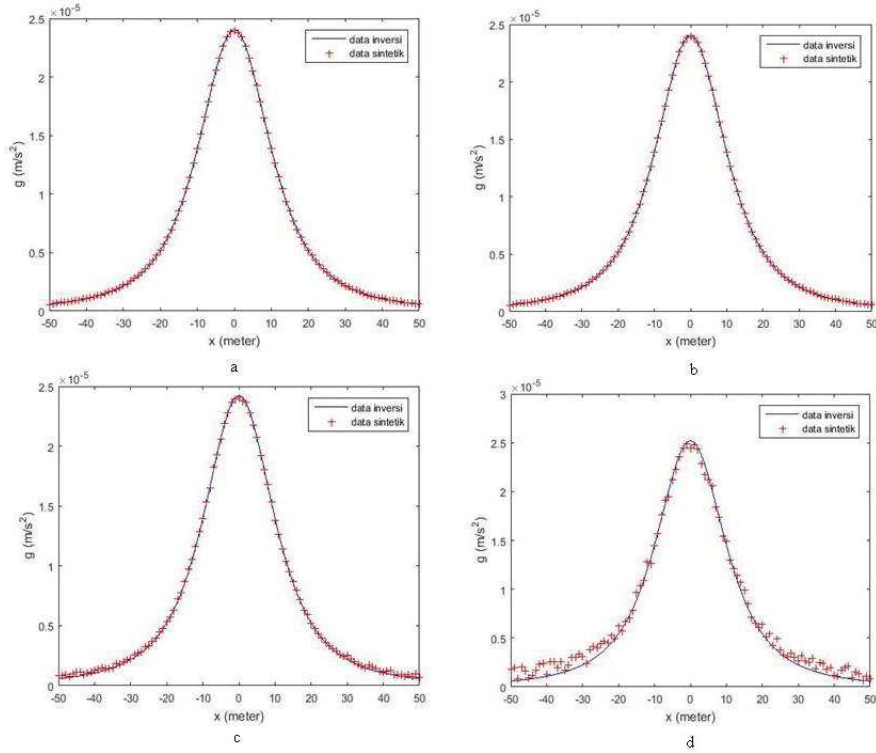 2.5 ×10⁻⁵
2
1.5
1
0.5
0
g (m/s²)
data inversi
data sintetik
-50 -40 -30 -20 -10 0 10 20 30 40 50
x (meter)
a
2.5 ×10⁻⁵
2
1.5
1
0.5
0
g (m/s²)
data inversi
data sintetik
-50 -40 -30 -20 -10 0 10 20 30 40 50
x (meter)
b
2.5 ×10⁻⁵
2
1.5
1
0.5
0
g (m/s²)
data inversi
data sintetik
-50 -40 -30 -20 -10 0 10 20 30 40 50
x (meter)
c
3 ×10⁻⁵
2.5
2
1.5
1
0.5
0
g (m/s²)
data inversi
data sintetik
-50 -40 -30 -20 -10 0 10 20 30 40 50
x (meter)
d